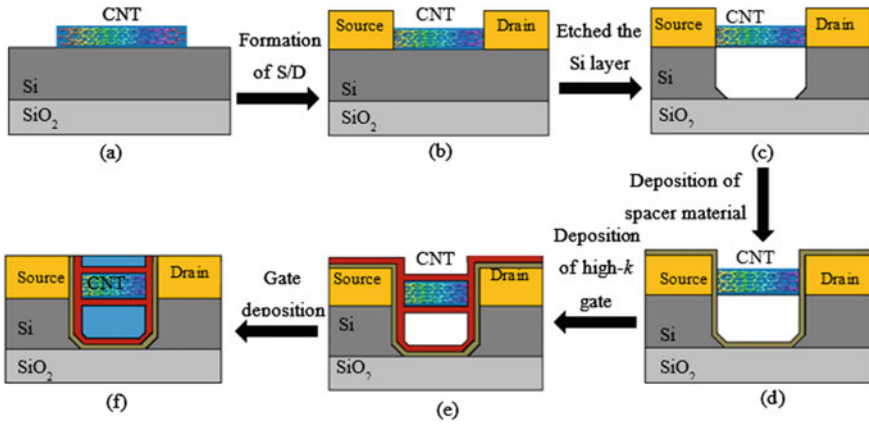 CNT
Si
SiO2
(a)
Formation
of S/D
Source
CNT
Drain
Si
SiO2
(b)
Etched the
Si layer
Source
CNT
Drain
Si
SiO2
(c)
Deposition of
spacer material
CNT
Source
Drain
Si
SiO2
(d)
Deposition
of high-k
gate
CNT
Source
Drain
Si
SiO2
(e)
Gate
deposition
Source
CNT
Drain
Si
SiO2
(f)